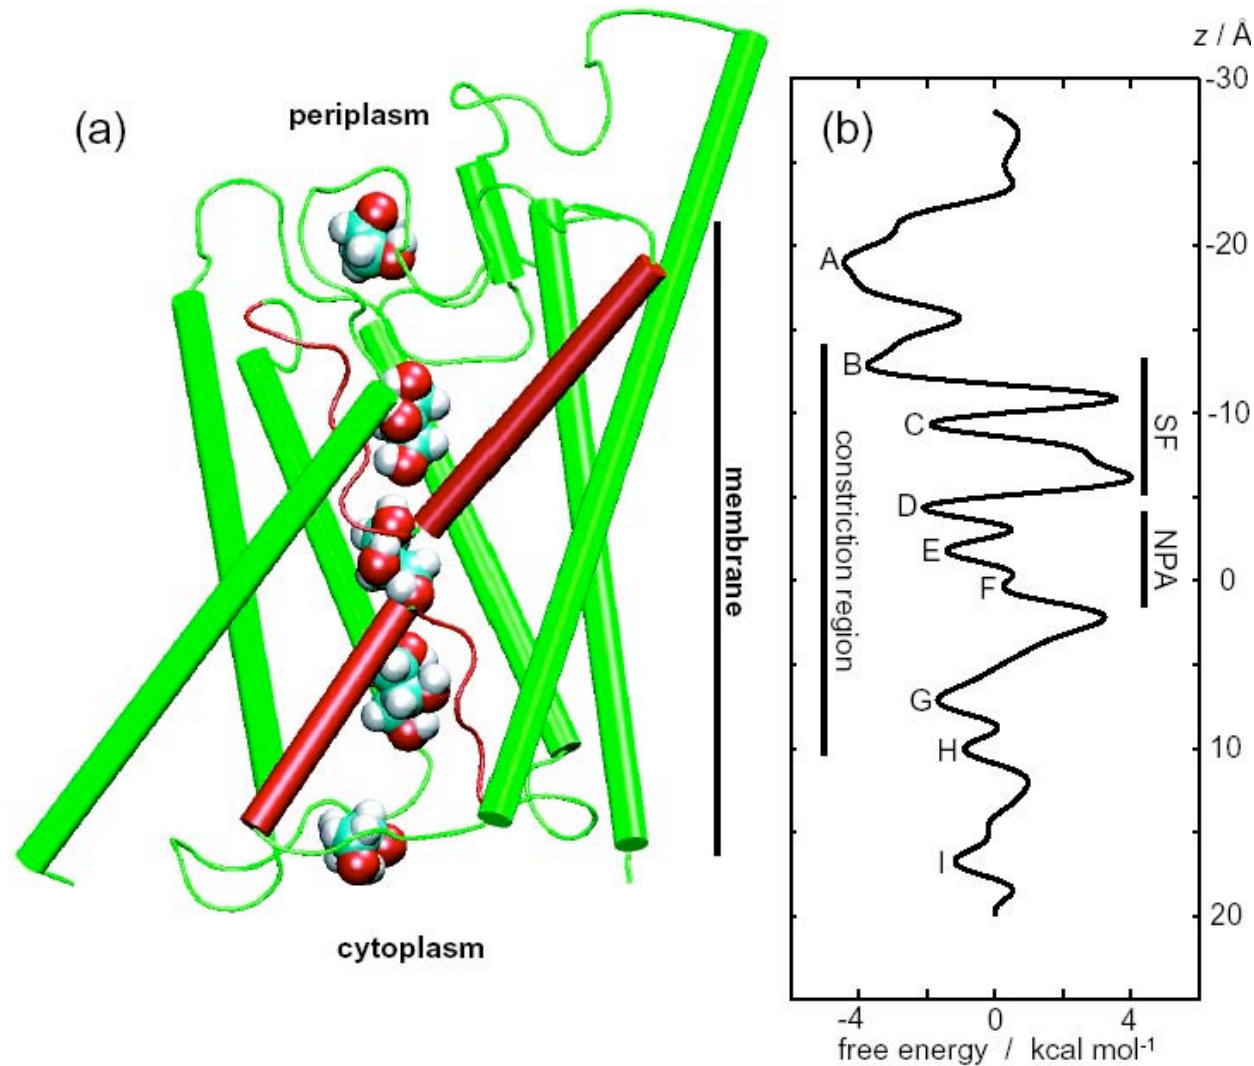 (a)
periplasm
membrane
cytoplasm
z / Å
(b)
-30
-20
-10
0
10
20
A
B
C
D
E
F
G
H
I
constriction region
SF
NPA
-4
0
4
free energy / kcal mol-1